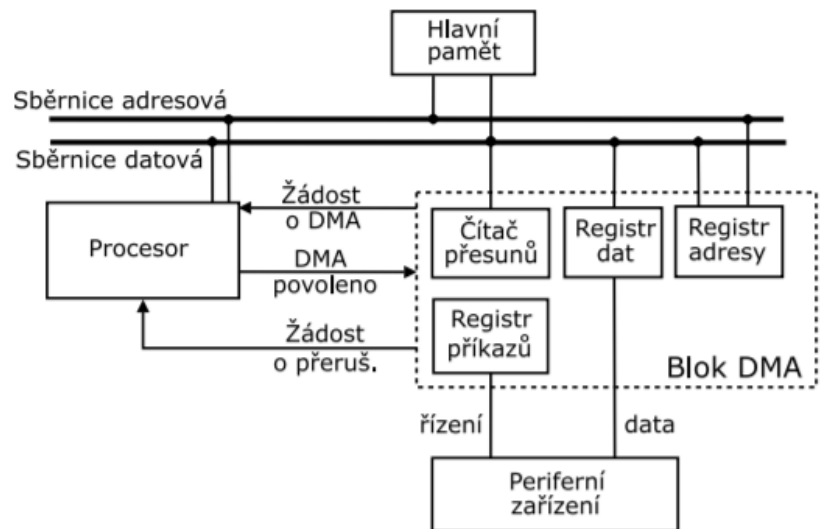 Hlavní
pamět
Sběrnice adresová
Sběrnice datová
Žádost
o DMA
Procesor
DMA
povoleno
Žádost
o přeruš.
Čítač
přesunů
Registr
dat
Registr
adresy
Registr
příkazů
Blok DMA
řízení
data
Periferní
zařízení